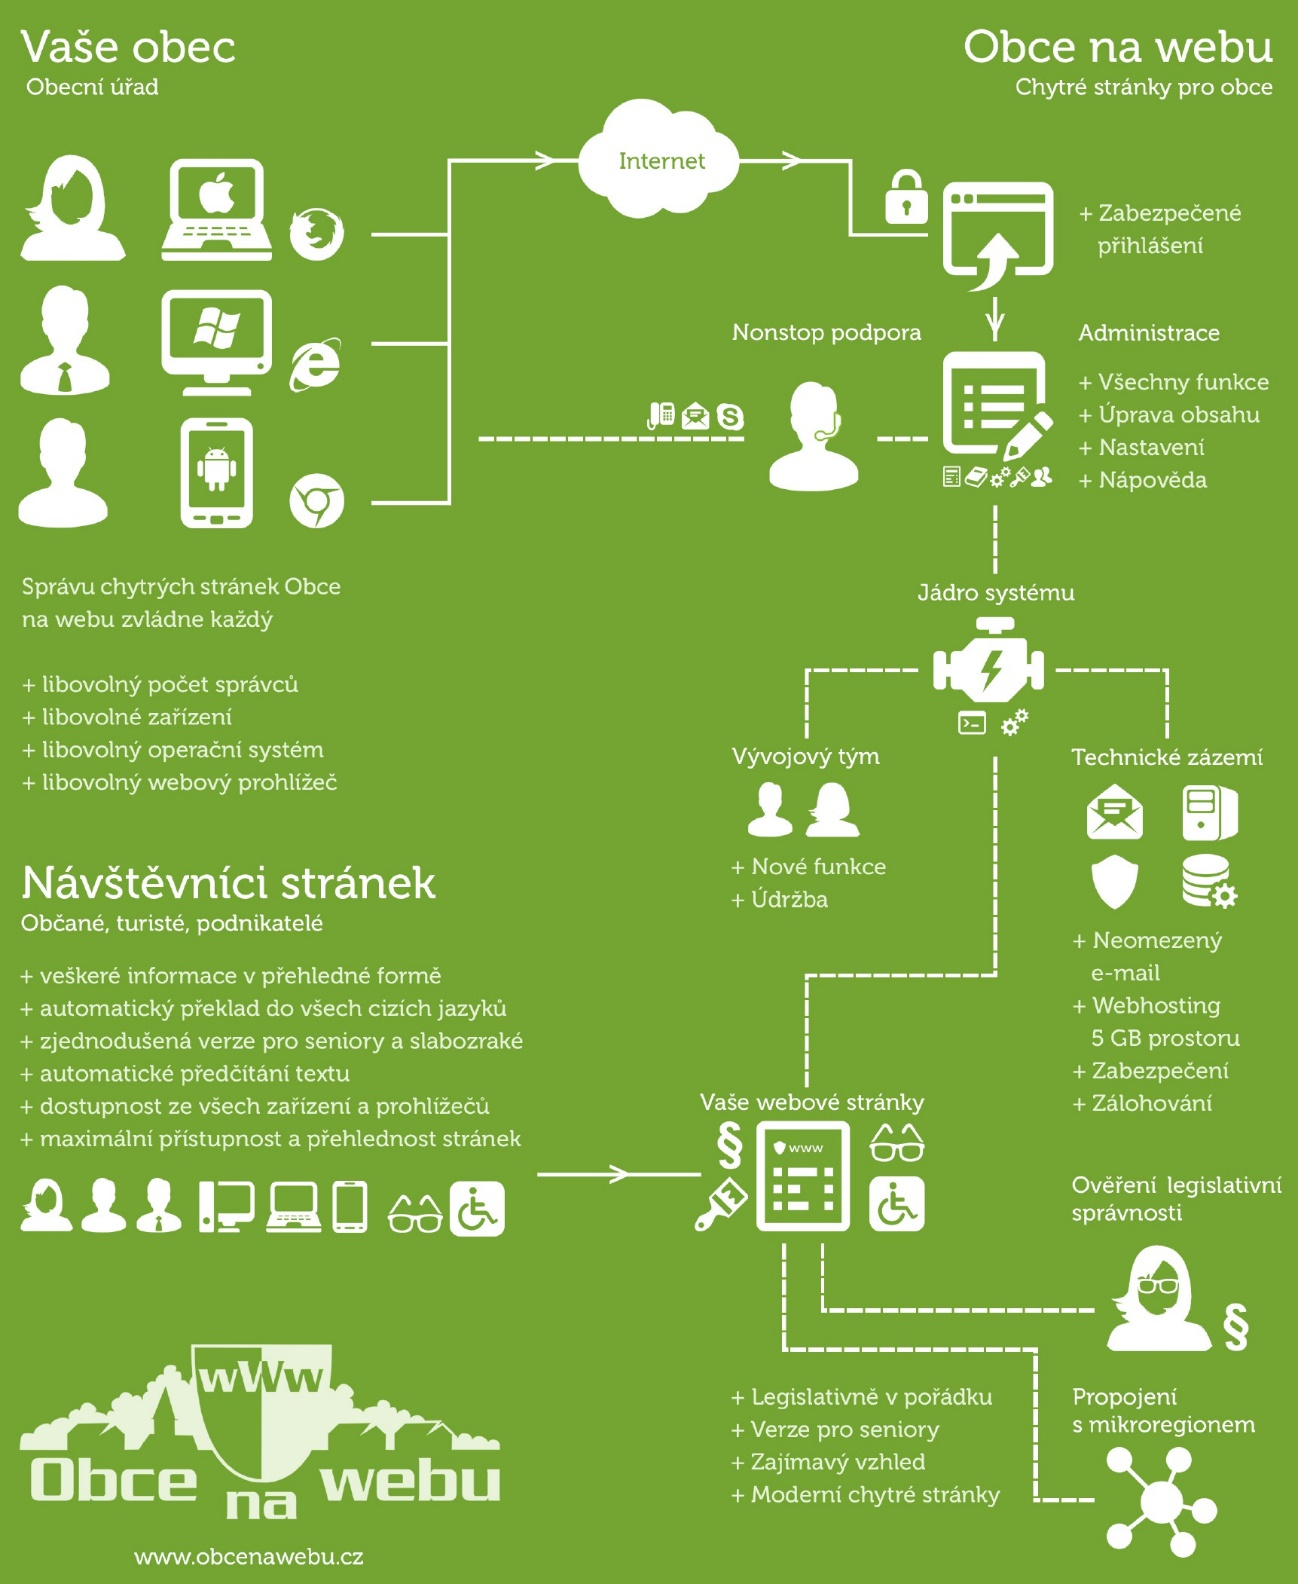 Vaše obec
Obecní úřad
Obce na webu
Chytré stránky pro obce
Internet
+ Zabezpečené
přihlášení
Nonstop podpora
Administrace
+ Všechny funkce
+ Úprava obsahu
+ Nastavení
+ Nápověda
Správu chytrých stránek Obce
na webu zvládne každý
+ libovolný počet správců
+ libovolné zařízení
+ libovolný operační systém
+ libovolný webový prohlížeč
Jádro systému
Vývojový tým
+ Nové funkce
+ Údržba
Technické zázemí
+ Neomezený
e-mail
+ Webhosting
5 GB prostoru
+ Zabezpečení
+ Zálohování
Návštěvníci stránek
Občané, turisté, podnikatelé
+ veškeré informace v přehledné formě
+ automatický překlad do všech cizích jazyků
+ zjednodušená verze pro seniory a slabozraké
+ automatické předčítání textu
+ dostupnost ze všech zařízení a prohlížečů
+ maximální přístupnost a přehlednost stránek
Vaše webové stránky
§
www
Ověření legislativní
správnosti
§
+ Legislativně v pořádku
+ Verze pro seniory
+ Zajímavý vzhled
+ Moderní chytré stránky
Propojení
s mikroregionem
wWw
Obce na webu
www.obcenawebu.cz